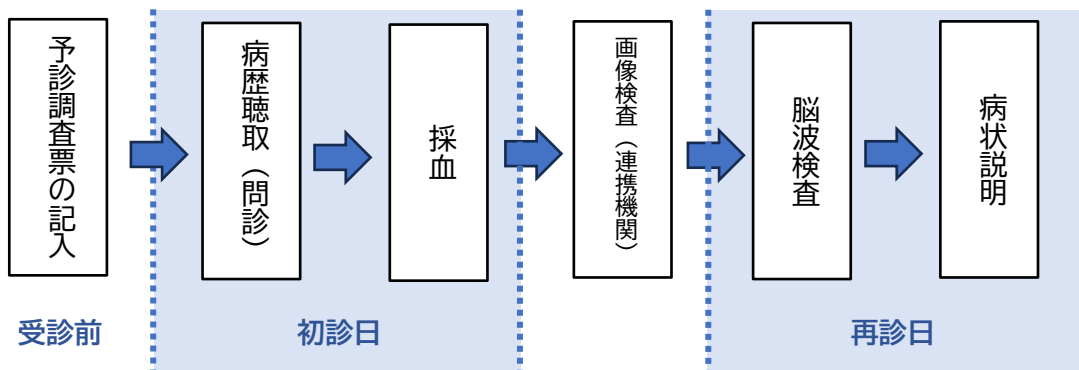 予診調査票の記入
病歴聴取（問診）
採血
画像検査（連携機関）
脳波検査
病状説明
受診前
初診日
再診日